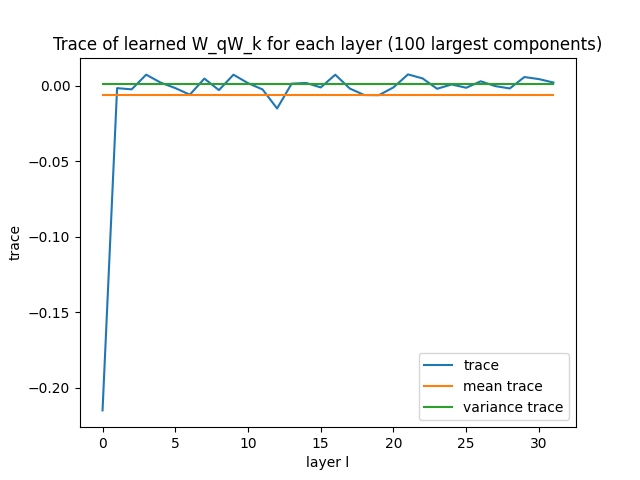 Trace of learned W_qW_k for each layer (100 largest components)
0.00
−0.05
−0.10
−0.15
−0.20
trace
0 5 10 15 20 25 30
layer l
trace
mean trace
variance trace